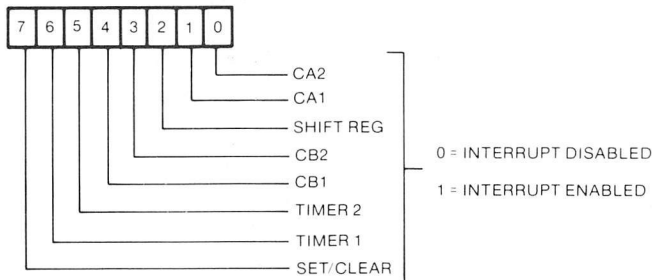 7 6 5 4 3 2 1 0
CA2
CA1
SHIFT REG
CB2
CB1
TIMER 2
TIMER 1
SET/CLEAR
0 = INTERRUPT DISABLED
1 = INTERRUPT ENABLED